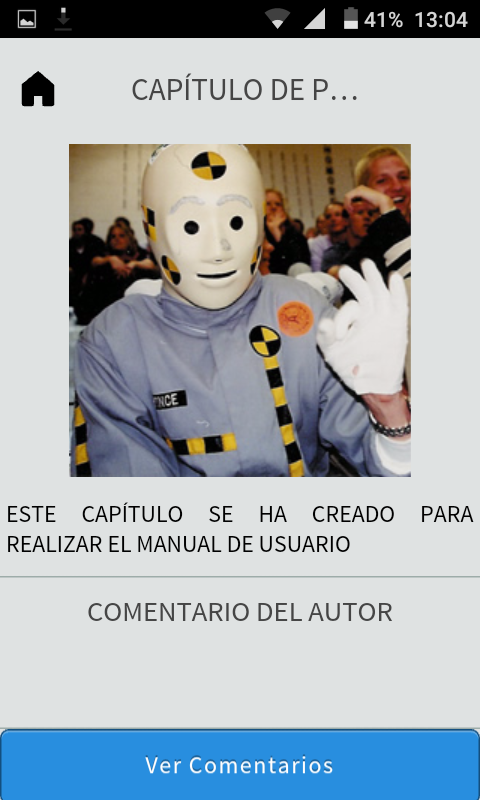 41% 13:04
CAPÍTULO DE P...
ESTE CAPÍTULO SE HA CREADO PARA
REALIZAR EL MANUAL DE USUARIO
COMENTARIO DEL AUTOR
Ver Comentarios